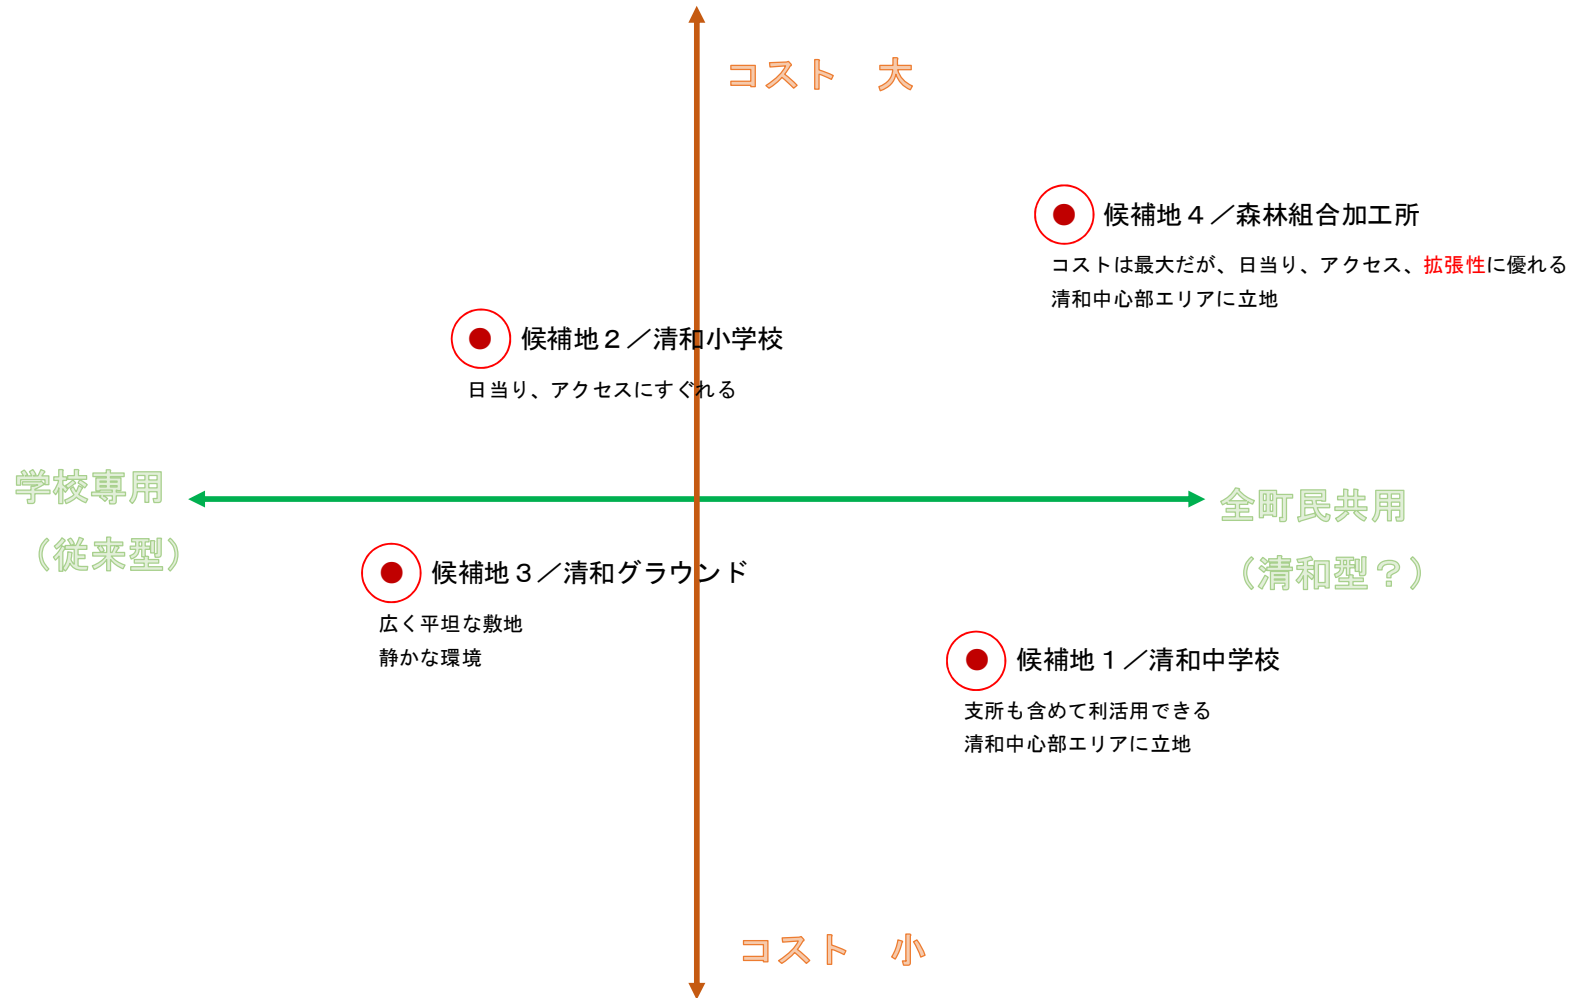 コスト　大
候補地４／森林組合加工所
コストは最大だが、日当り、アクセス、拡張性に優れる
清和中心部エリアに立地
候補地２／清和小学校
日当り、アクセスにすぐれる
学校専用
（従来型）
全町民共用
（清和型？）
候補地３／清和グラウンド
広く平坦な敷地
静かな環境
候補地１／清和中学校
支所も含めて利活用できる
清和中心部エリアに立地
コスト　小